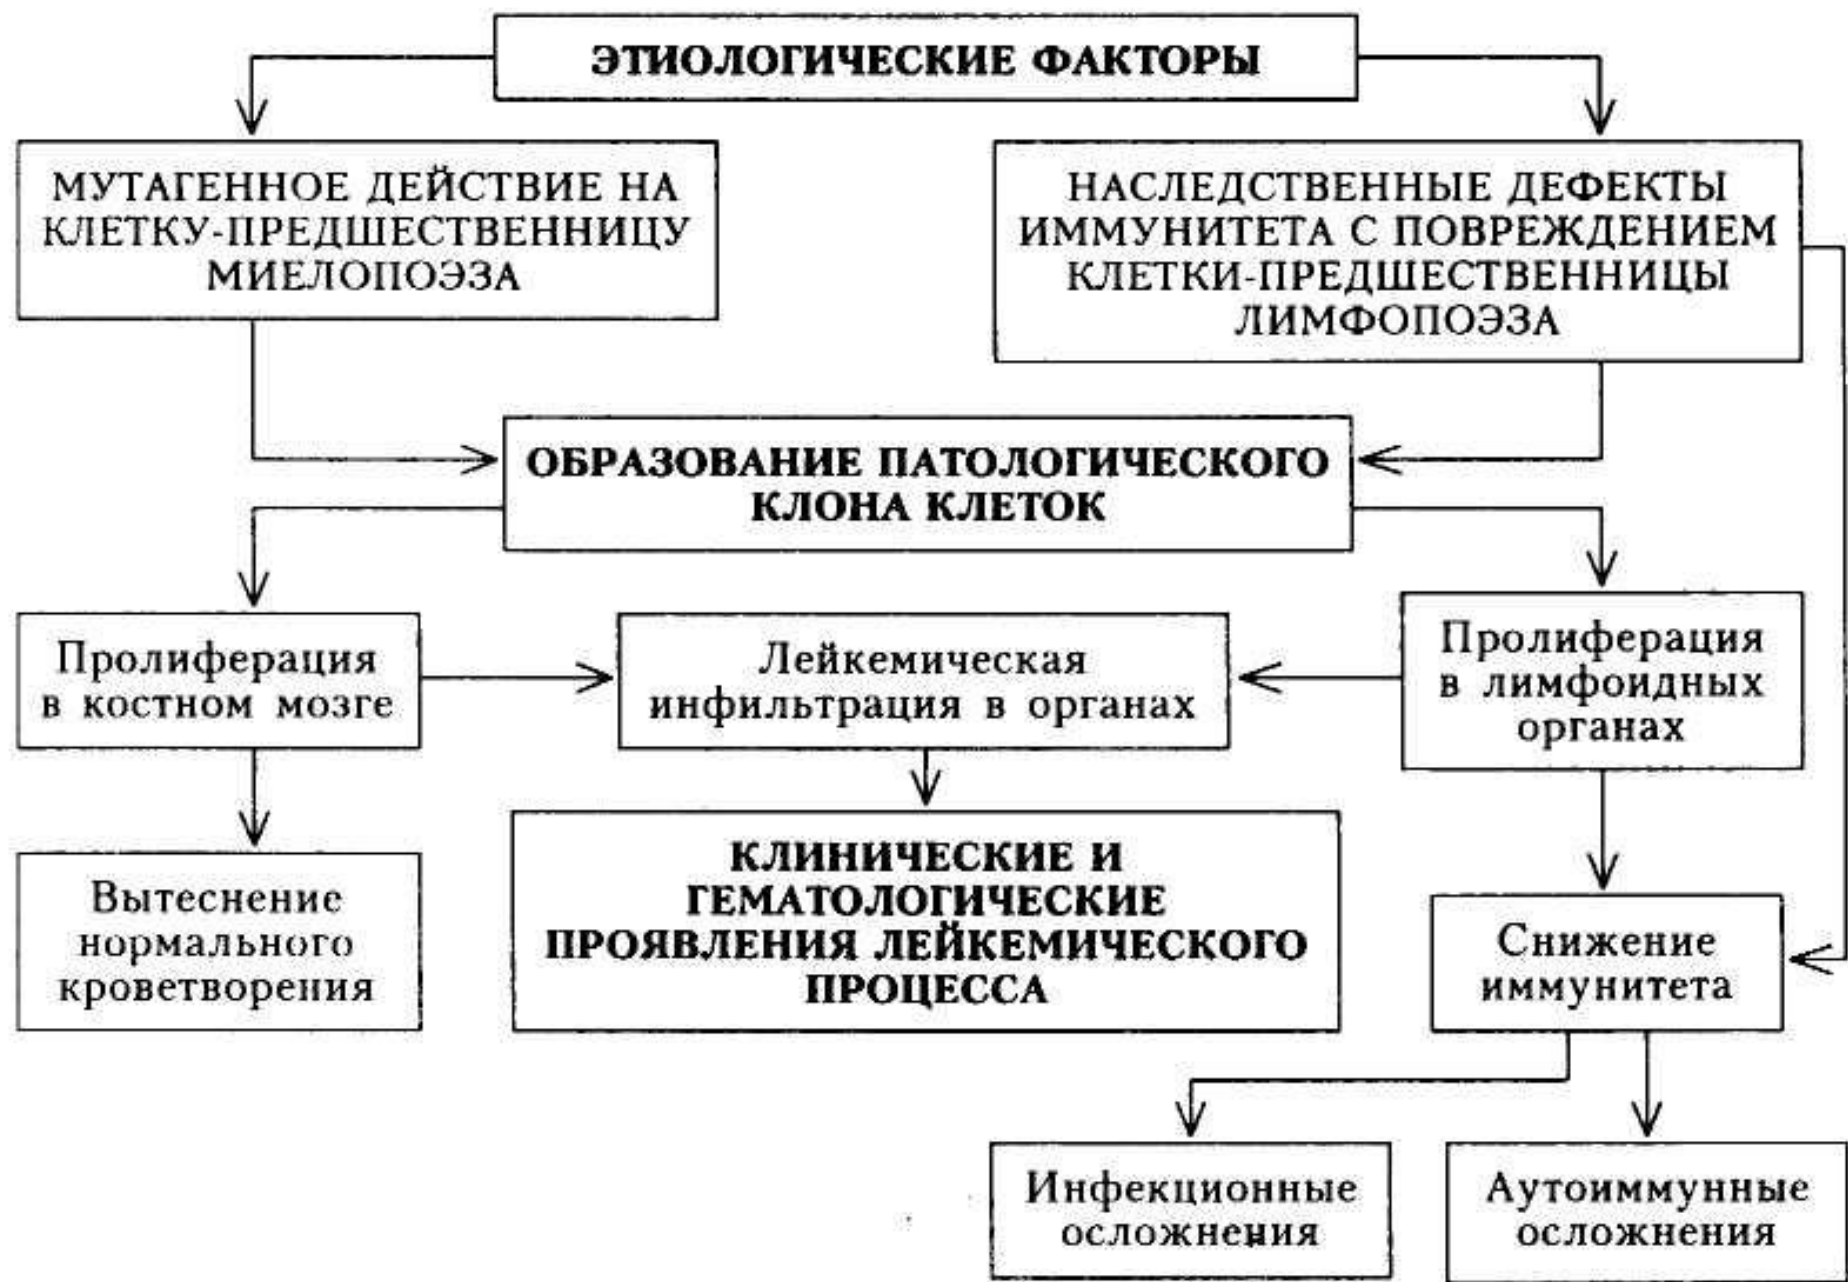 ЭТИОЛОГИЧЕСКИЕ ФАКТОРЫ
МУТАГЕННОЕ ДЕЙСТВИЕ НА
КЛЕТКУ-ПРЕДШЕСТВЕННИЦУ
МИЕЛОПОЭЗА
НАСЛЕДСТВЕННЫЕ ДЕФЕКТЫ
ИММУНИТЕТА С ПОВРЕЖДЕНИЕМ
КЛЕТКИ-ПРЕДШЕСТВЕННИЦЫ
ЛИМФОПОЭЗА
ОБРАЗОВАНИЕ ПАТОЛОГИЧЕСКОГО
КЛОНА КЛЕТОК
Пролиферация
в костном мозге
Лейкемическая
инфильтрация в органах
Пролиферация
в лимфоидных
органах
Вытеснение
нормального
кроветворения
КЛИНИЧЕСКИЕ И
ГЕМАТОЛОГИЧЕСКИЕ
ПРОЯВЛЕНИЯ ЛЕЙКЕМИЧЕСКОГО
ПРОЦЕССА
Снижение
иммунитета
Инфекционные
осложнения
Аутоиммунные
осложнения